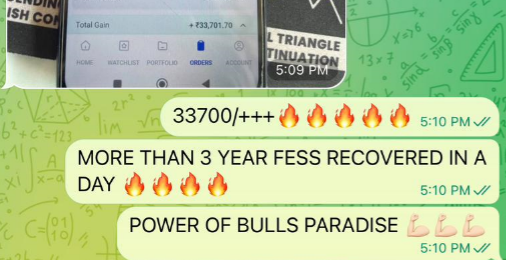 ENDING
ISH CO
Total Gain + ₹33,701.70
HOME WATCHLIST PORTFOLIO ORDERS ACCOUNT
L TRIANGLE
TINUATION
5:09 PM
33700/+++🔥🔥🔥🔥🔥 5:10 PM
MORE THAN 3 YEAR FESS RECOVERED IN A
DAY 🔥🔥🔥🔥 5:10 PM
POWER OF BULLS PARADISE 💪🏻💪🏻💪🏻
5:10 PM